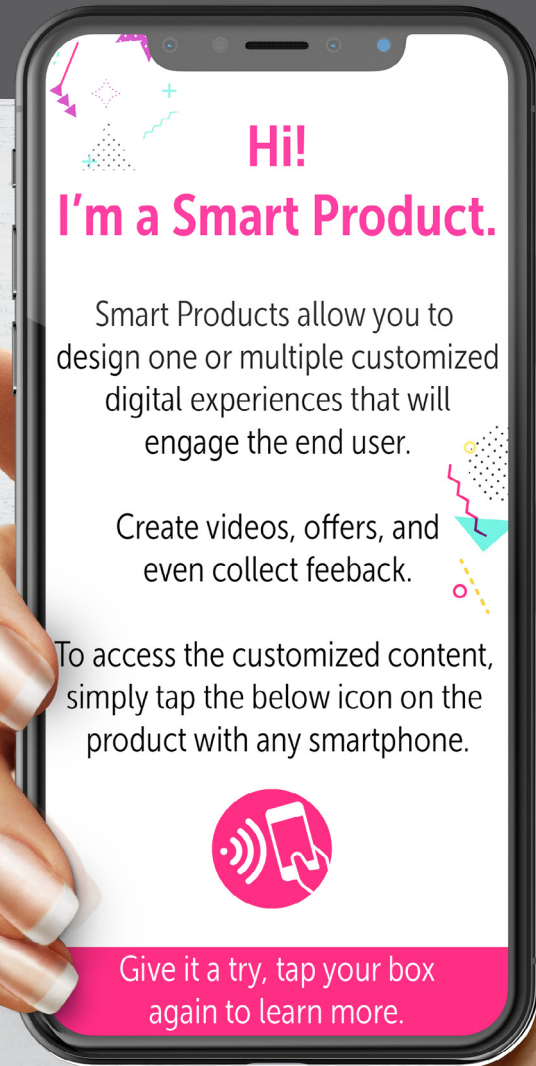 Hi!
I'm a Smart Product.
Smart Products allow you to
design one or multiple customized
digital experiences that will
engage the end user.
Create videos, offers, and
even collect feeback.
To access the customized content,
simply tap the below icon on the
product with any smartphone.
Give it a try, tap your box
again to learn more.